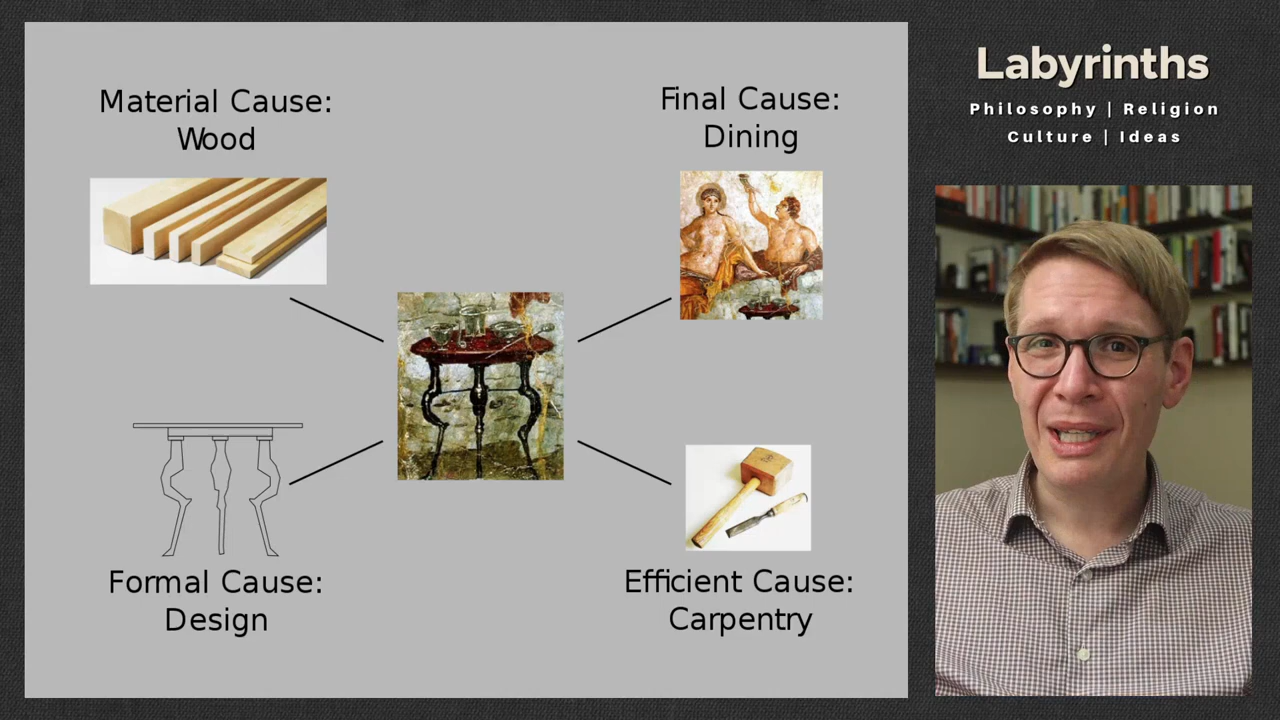 Material Cause:
Wood
Final Cause:
Dining
Formal Cause:
Design
Efficient Cause:
Carpentry
Labyrinths
Philosophy | Religion
Culture | Ideas